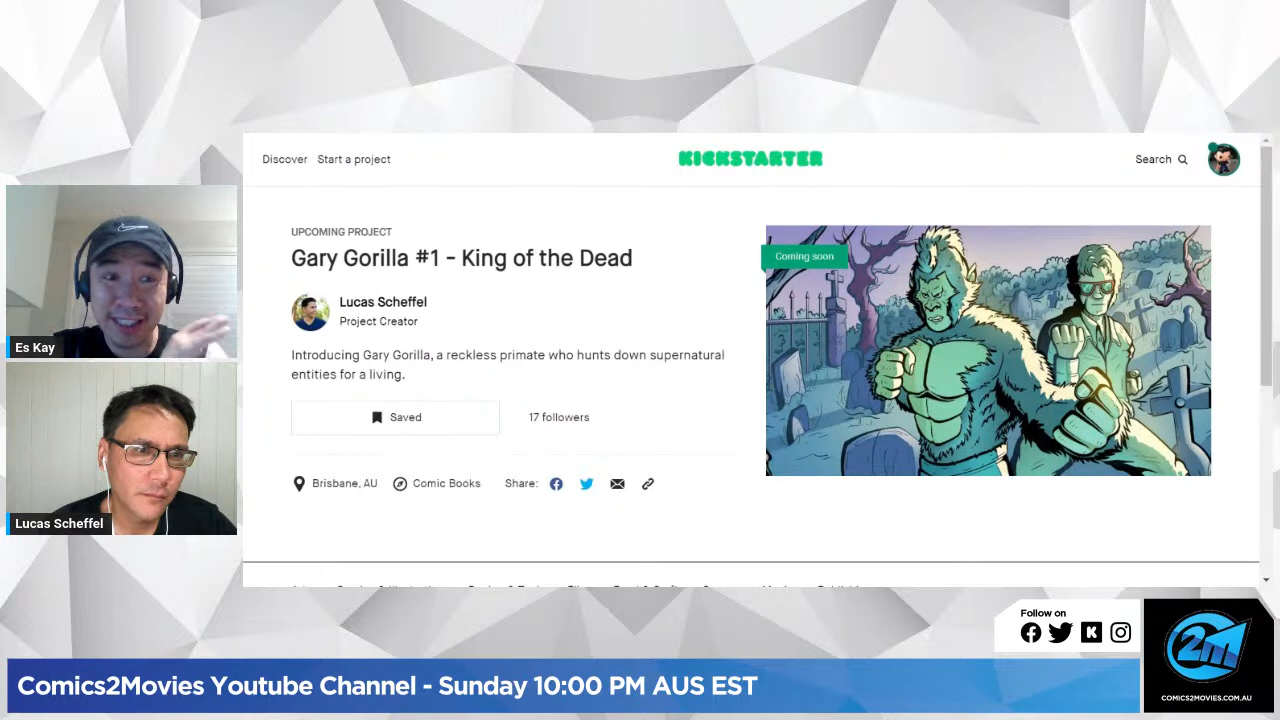 Discover Start a project
KICKSTARTER
Search
UPCOMING PROJECT
Gary Gorilla #1 - King of the Dead
Coming soon
Lucas Scheffel
Project Creator
Introducing Gary Gorilla, a reckless primate who hunts down supernatural
entities for a living.
Saved
17 followers
Brisbane, AU
Comic Books
Share:
Es Kay
Lucas Scheffel
Follow on
2M
COMICS2MOVIES.COM.AU
Comics2Movies Youtube Channel - Sunday 10:00 PM AUS EST